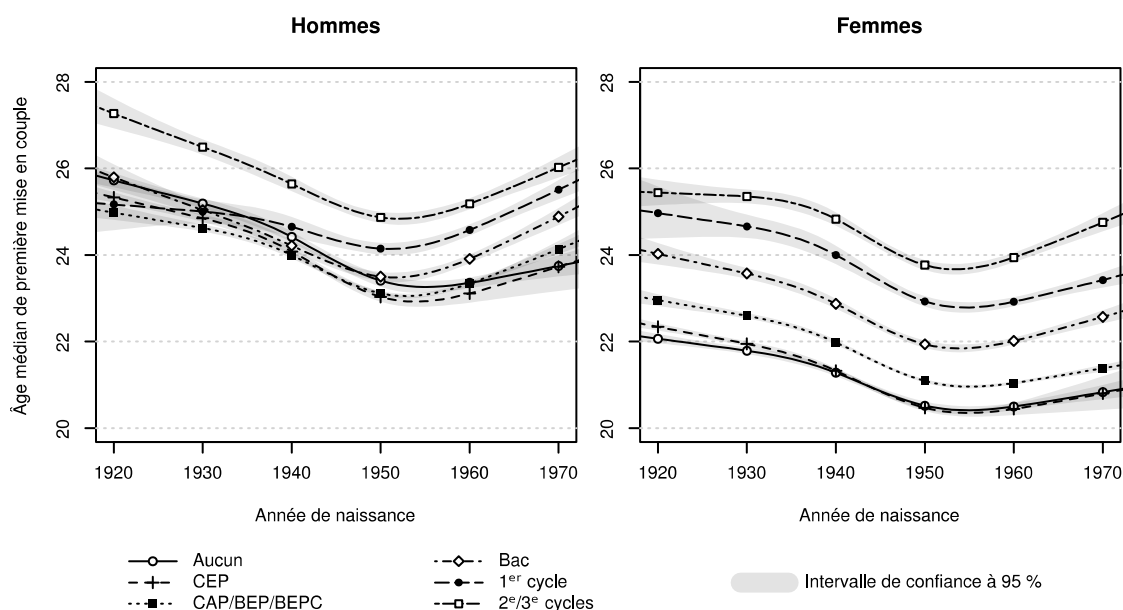 Hommes
Femmes
Âge médian de première mise en couple
28
26
24
22
20
1920 1930 1940 1950 1960 1970
Année de naissance
28
26
24
22
20
1920 1930 1940 1950 1960 1970
Année de naissance
Aucun
CEP
CAP/BEP/BEPC
Bac
1er cycle
2e/3e cycles
Intervalle de confiance à 95 %